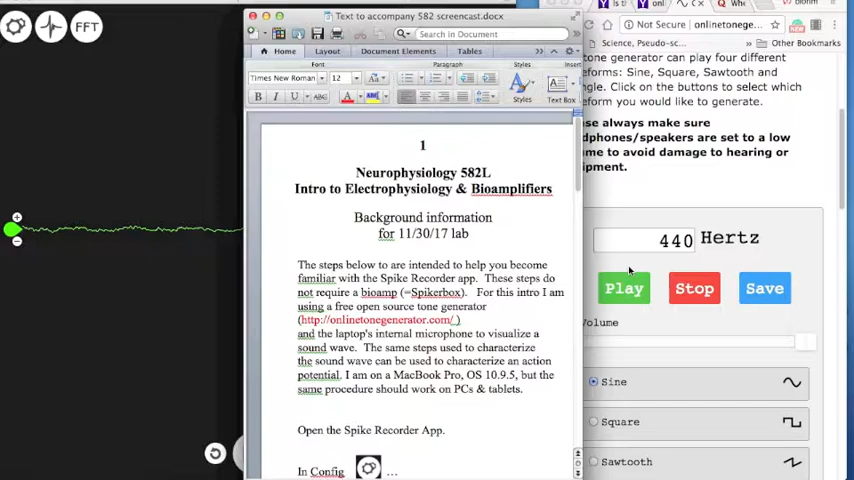 FFT
Text to accompany 582 screencast.docx
Search in Document
Home Layout Document Elements Tables
Font Paragraph Styles
Times New Roman 12 Aa
B I U ABC A Styles Text Box
1
Neurophysiology 582L
Intro to Electrophysiology & Bioamplifiers
Background information
for 11/30/17 lab
The steps below to are intended to help you become
familiar with the Spike Recorder app. These steps do
not require a bioamp (=Spikerbox). For this intro I am
using a free open source tone generator
(http://onlinetonegenerator.com/ )
and the laptop's internal microphone to visualize a
sound wave. The same steps used to characterize
the sound wave can be used to characterize an action
potential. I am on a MacBook Pro, OS 10.9.5, but the
same procedure should work on PCs & tablets.
Open the Spike Recorder App.
In Config ...
Not Secure onlinetonege
Science, Pseudo-sc... Other Bookmarks
tone generator can play four different
eforms: Sine, Square, Sawtooth and
ngle. Click on the buttons to select which
eform you would like to generate.
se always make sure
dphones/speakers are set to a low
me to avoid damage to hearing or
ipment.
440 Hertz
Play Stop Save
olume
Sine
Square
Sawtooth